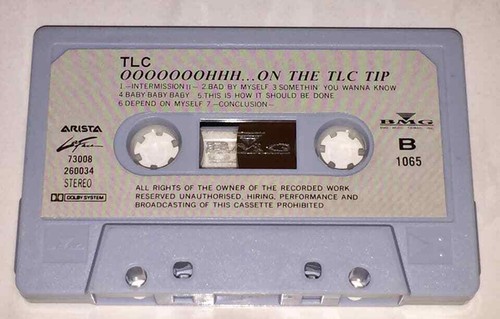 TLC
OOOOOOOHHH...ON THE TLC TIP
1.-INTERMISSION II- 2.BAD BY MYSELF 3.SOMETHIN' YOU WANNA KNOW
4.BABY-BABY-BABY 5.THIS IS HOW IT SHOULD BE DONE
6.DEPEND ON MYSELF 7.-CONCLUSION-
ARISTA
LaFace
73008
260034
STEREO
DOLBY SYSTEM
BMG
B
1065
BMG
ALL RIGHTS OF THE OWNER OF THE RECORDED WORK
RESERVED UNAUTHORISED, HIRING, PERFORMANCE AND
BROADCASTING OF THIS CASSETTE PROHIBITED.